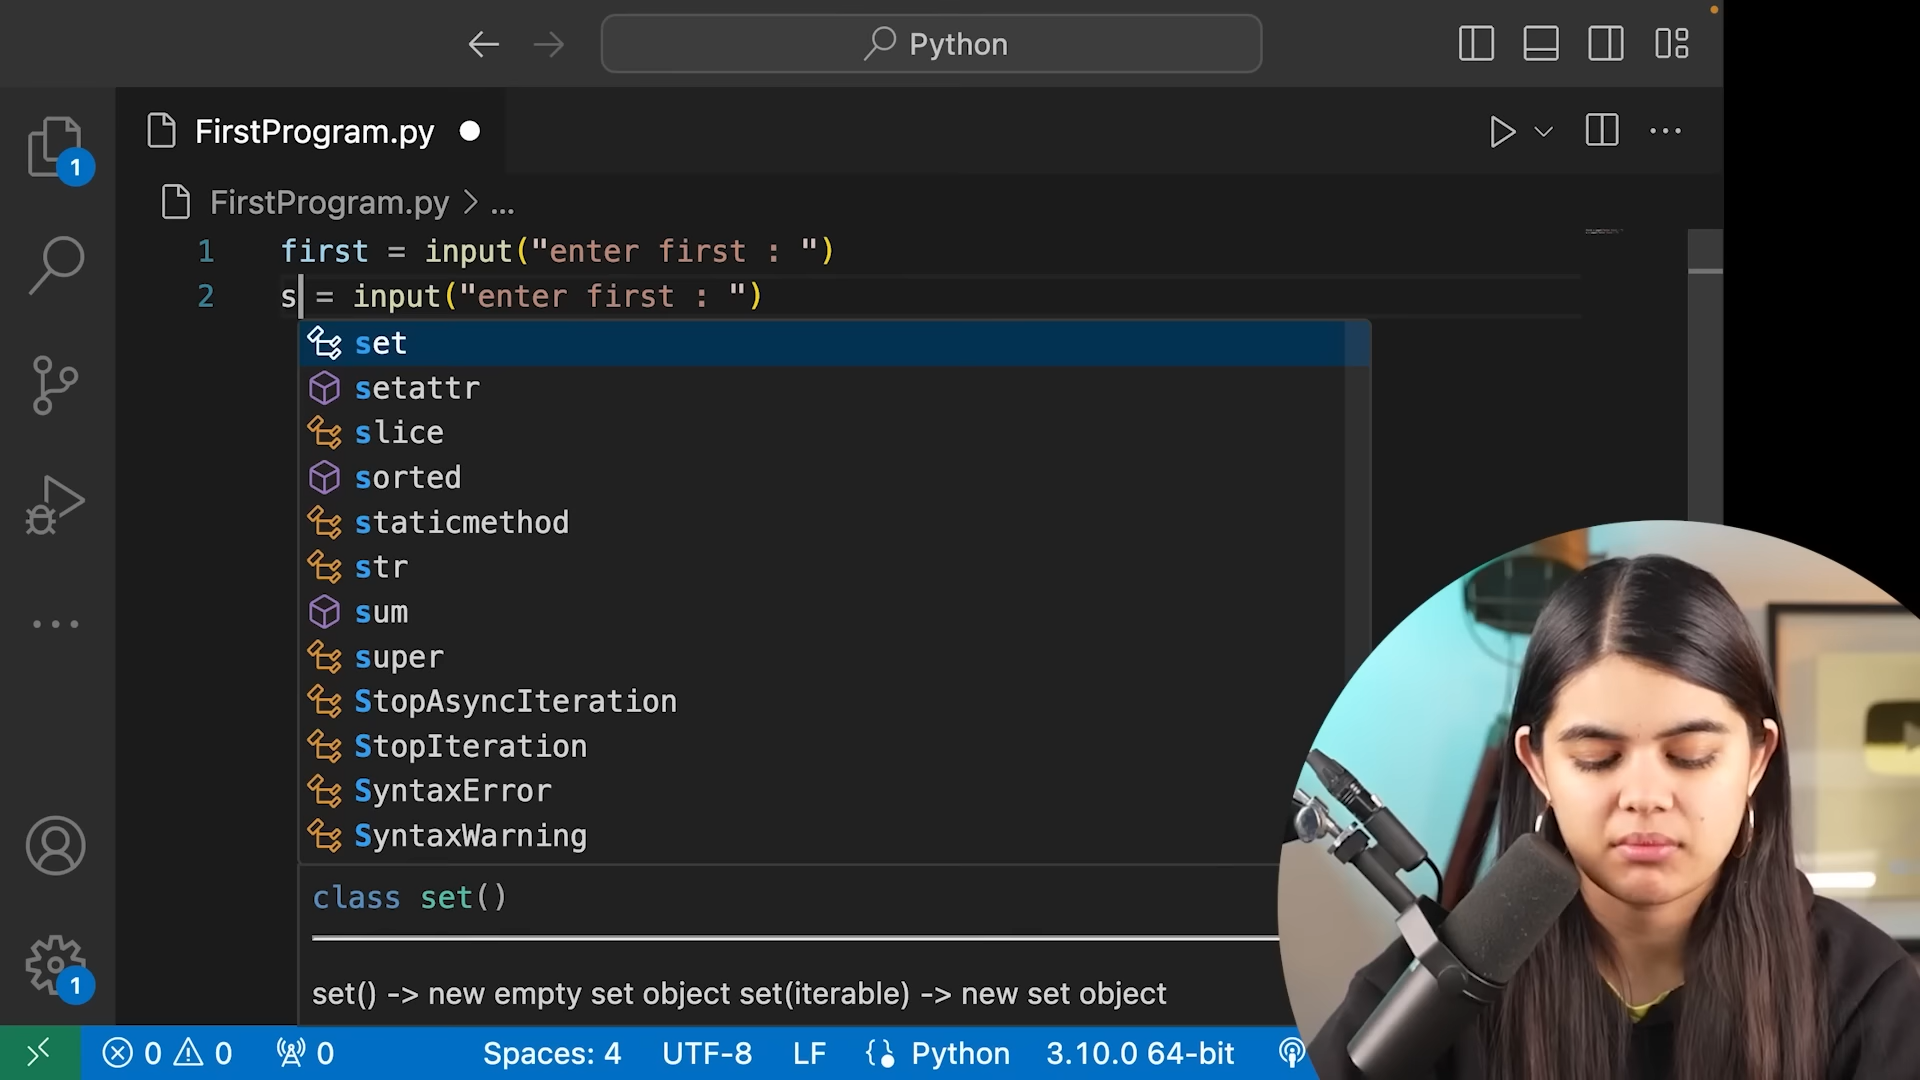 Python
FirstProgram.py
1
FirstProgram.py > ...
1 first = input("enter first : ")
2 s = input("enter first : ")
set
setattr
slice
sorted
staticmethod
str
sum
super
StopAsyncIteration
StopIteration
SyntaxError
SyntaxWarning
class set()
set() -> new empty set object set(iterable) -> new set object
1
0 0 0 Spaces: 4 UTF-8 LF Python 3.10.0 64-bit